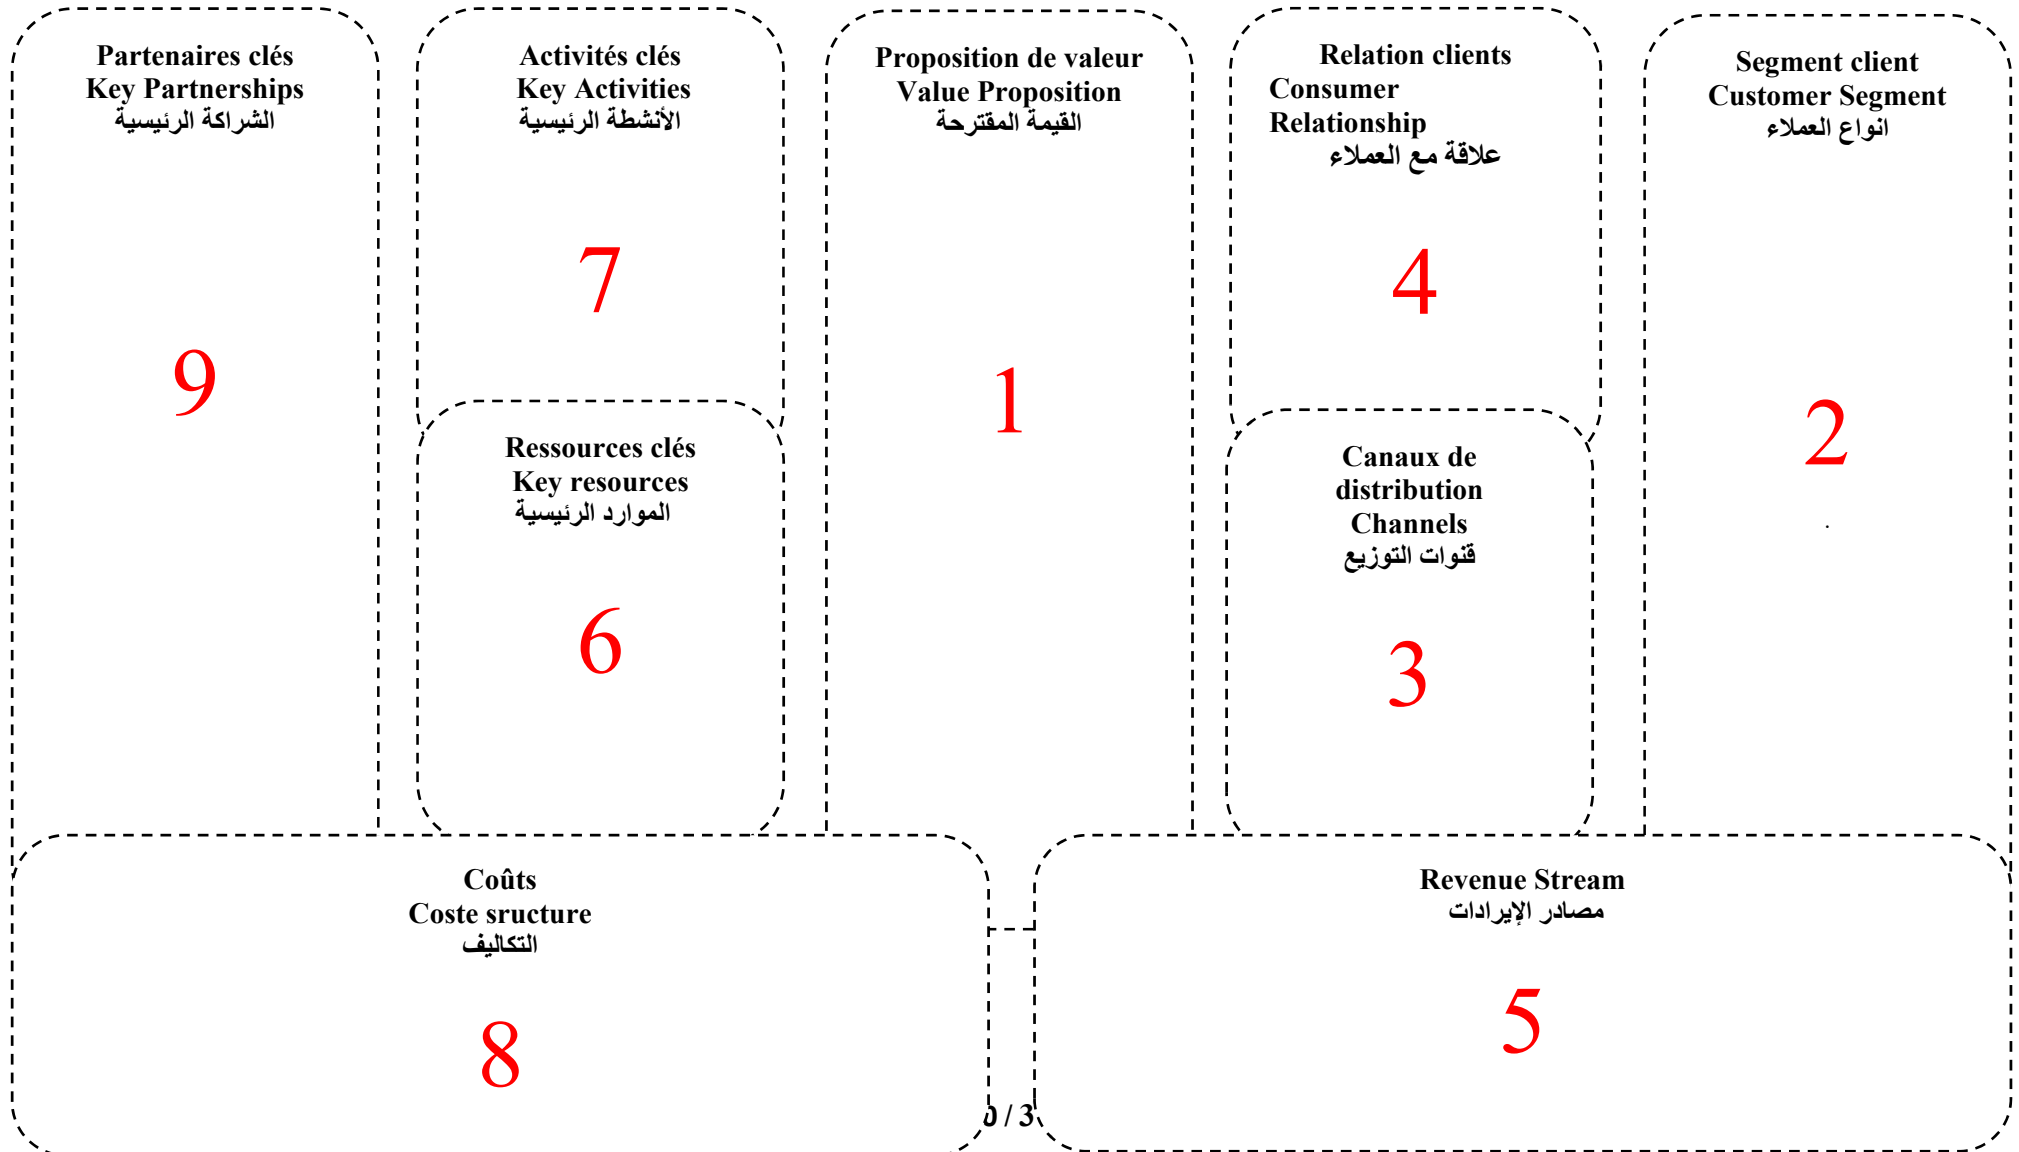 Partenaires clés
Key Partnerships
الشراكة الرئيسية
9
Activités clés
Key Activities
الأنشطة الرئيسية
7
Ressources clés
Key resources
الموارد الرئيسية
6
Proposition de valeur
Value Proposition
القيمة المقترحة
1
Relation clients
Consumer
Relationship
علاقة مع العملاء
4
Canaux de
distribution
Channels
قنوات التوزيع
3
Segment client
Customer Segment
انواع العملاء
2
.
Coûts
Coste sructure
التكاليف
8
Revenue Stream
مصادر الإيرادات
5
/ 3